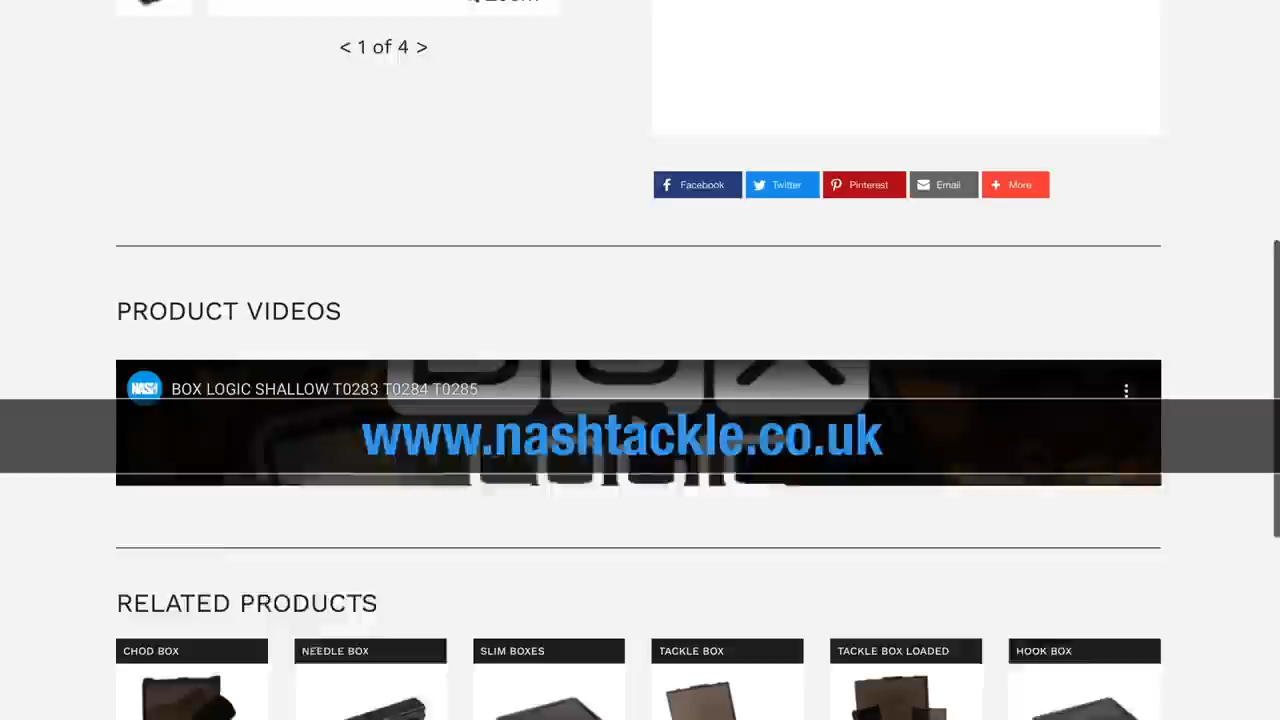 < 1 of 4 >
Facebook
Twitter
Pinterest
Email
More
PRODUCT VIDEOS
NASH
BOX LOGIC SHALLOW T0283 T0284 T0285
www.nashtackle.co.uk
RELATED PRODUCTS
CHOD BOX
NEEDLE BOX
SLIM BOXES
TACKLE BOX
TACKLE BOX LOADED
HOOK BOX